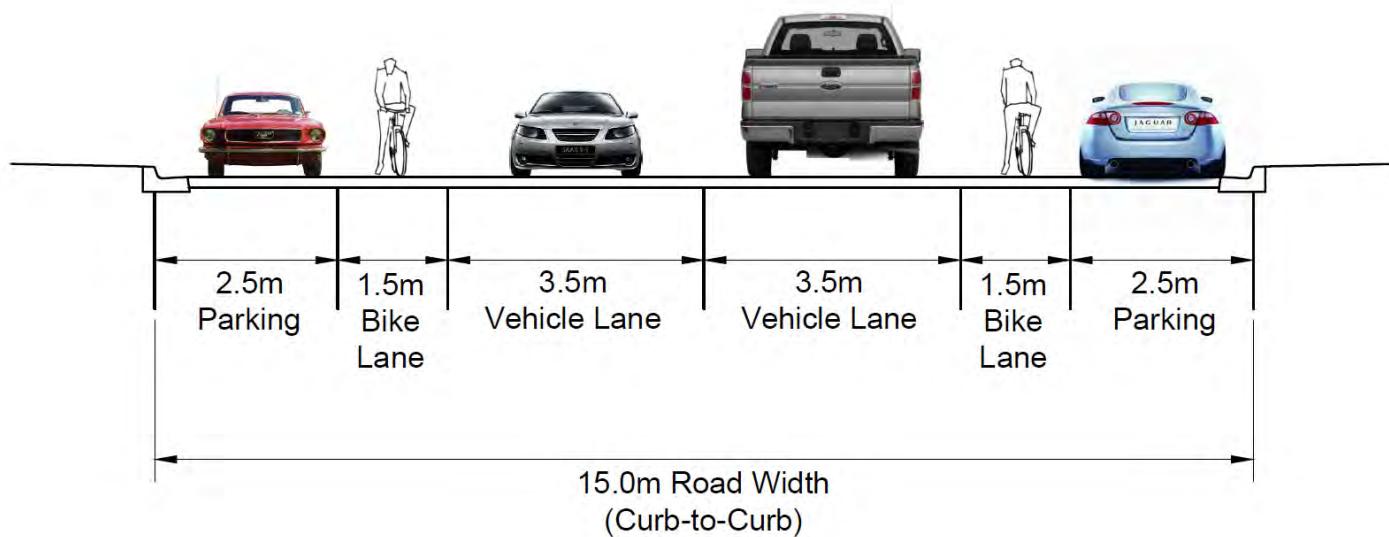 JAGUAR
2.5m
Parking
1.5m
Bike
Lane
3.5m
Vehicle Lane
3.5m
Vehicle Lane
1.5m
Bike
Lane
2.5m
Parking
15.0m Road Width
(Curb-to-Curb)